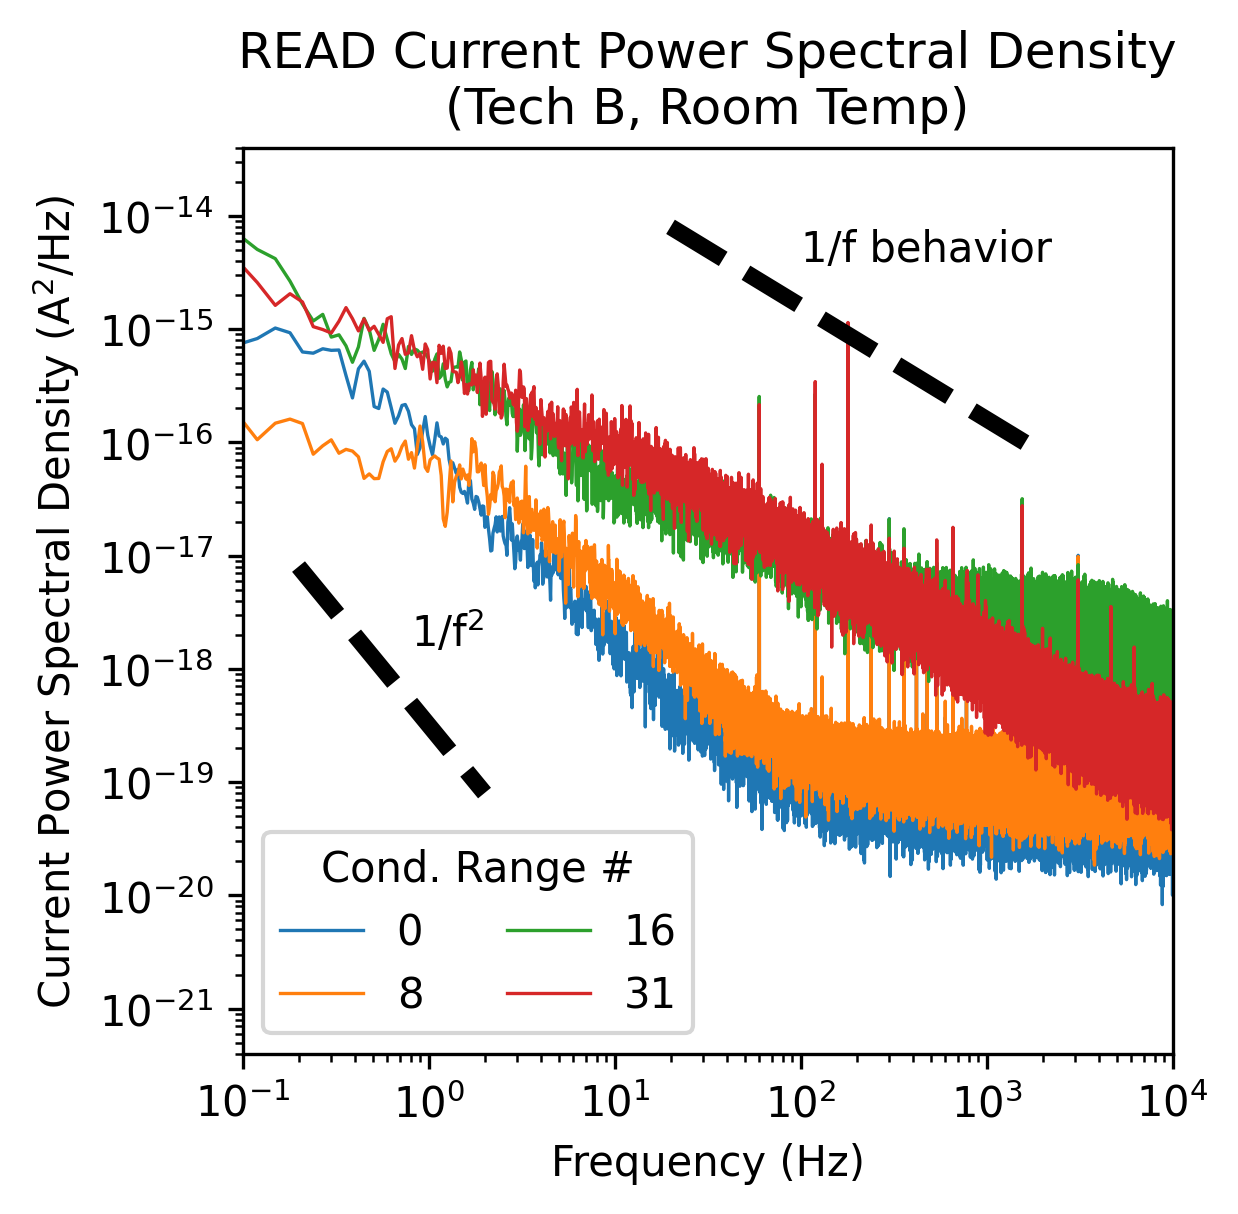 READ Current Power Spectral Density
(Tech B, Room Temp)
Current Power Spectral Density (A²/Hz)
10⁻¹⁴
10⁻¹⁵
10⁻¹⁶
10⁻¹⁷
10⁻¹⁸
10⁻¹⁹
10⁻²⁰
10⁻²¹
1/f behavior
1/f²
Cond. Range #
0 16
8 31
10⁻¹ 10⁰ 10¹ 10² 10³ 10⁴
Frequency (Hz)